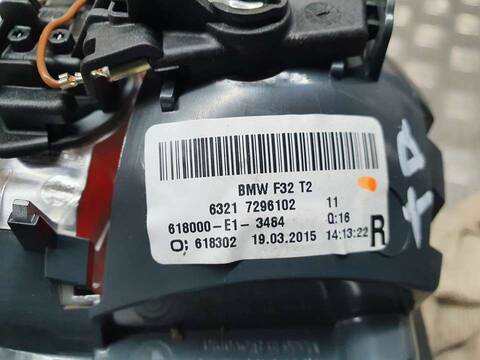 BMW F32 T2
6321 7296102 11
618000-E1- 3484 Q:16
O; 618302 19.03.2015 14:13:22 R